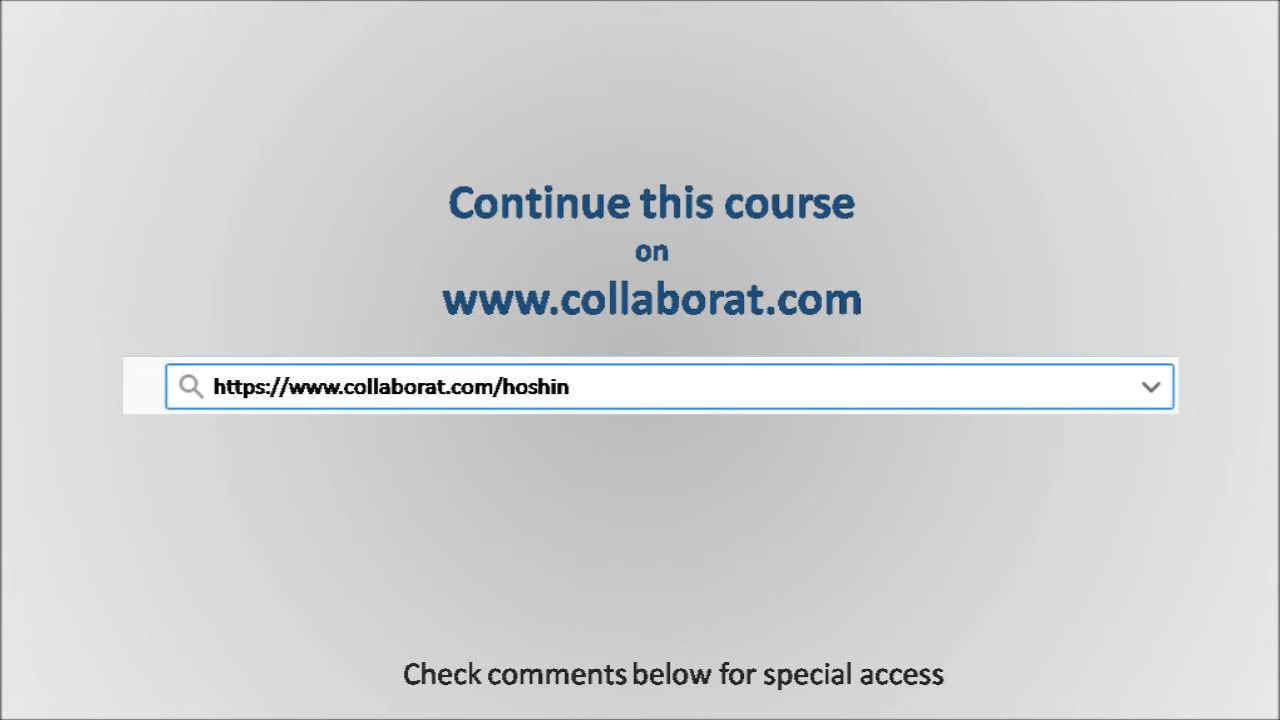 Continue this course
on
www.collaborat.com
https://www.collaborat.com/hoshin
Check comments below for special access